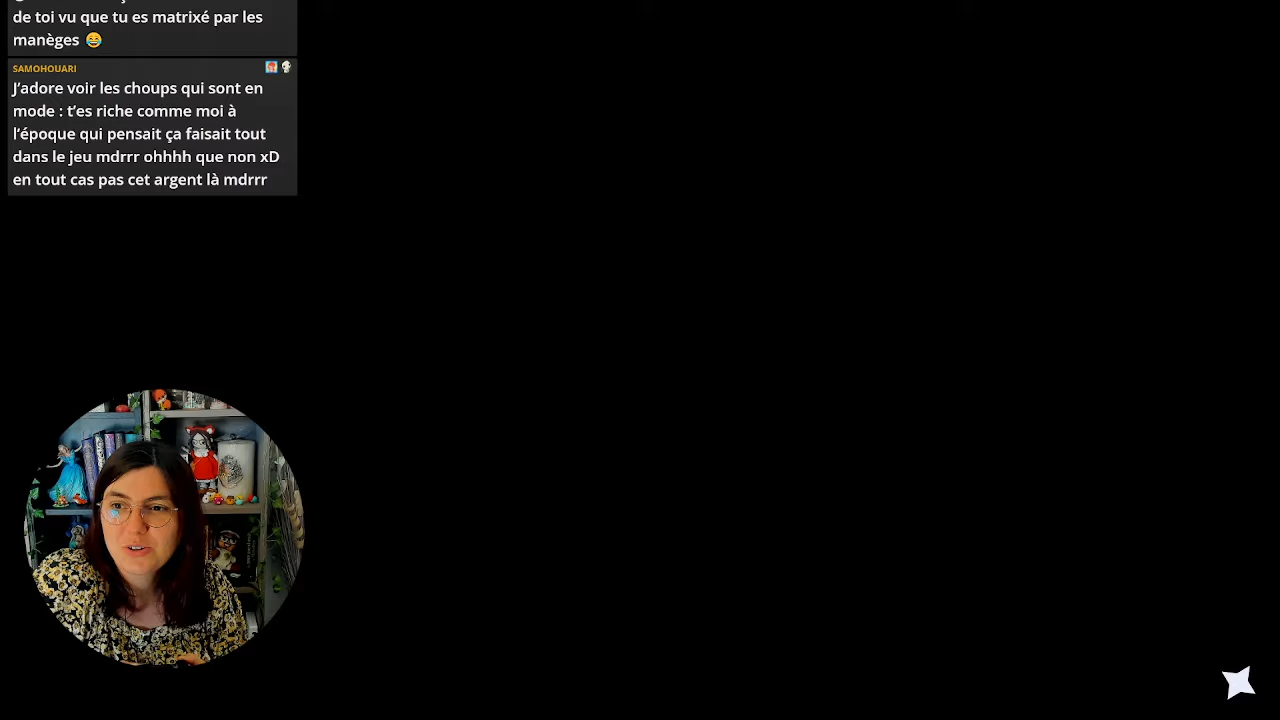 de toi vu que tu es matrixé par les
manèges 😂
SAMOHOUARI
J’adore voir les choups qui sont en
mode : t’es riche comme moi à
l’époque qui pensait ça faisait tout
dans le jeu mdrrr ohhhh que non xD
en tout cas pas cet argent là mdrrr